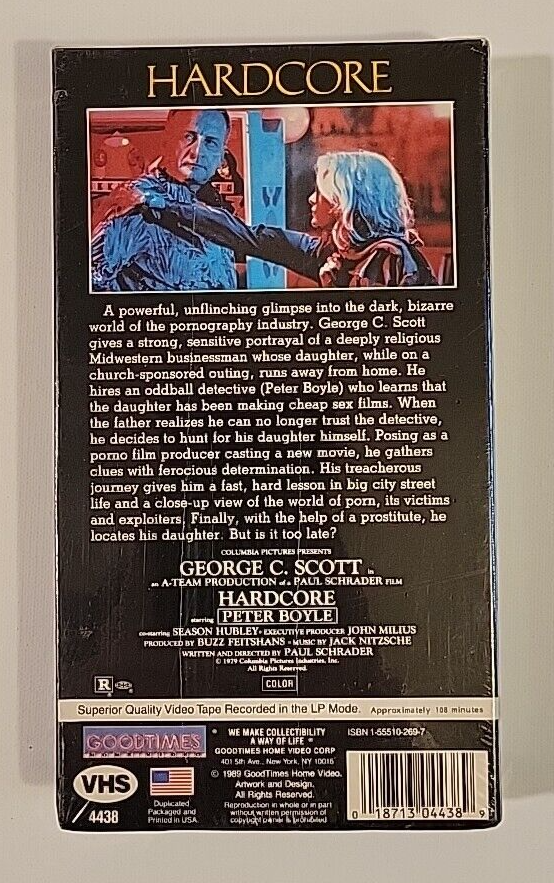 HARDCORE
A powerful, unflinching glimpse into the dark, bizarre
world of the pornography industry. George C. Scott
gives a strong, sensitive portrayal of a deeply religious
Midwestern businessman whose daughter, while on a
church-sponsored outing, runs away from home. He
hires an oddball detective (Peter Boyle) who learns that
the daughter has been making cheap sex films. When
the father realizes he can no longer trust the detective,
he decides to hunt for his daughter himself. Posing as a
porno film producer casting a new movie, he gathers
clues with ferocious determination. His treacherous
journey gives him a fast, hard lesson in big city street
life and a close-up view of the world of porn, its victims
and exploiters. Finally, with the help of a prostitute, he
locates his daughter. But is it too late?
COLUMBIA PICTURES PRESENTS
GEORGE C. SCOTT in
an A-TEAM PRODUCTION of a PAUL SCHRADER FILM
HARDCORE
starring PETER BOYLE
co-starring SEASON HUBLEY • EXECUTIVE PRODUCER JOHN MILIUS
PRODUCED BY BUZZ FEITSHANS • MUSIC BY JACK NITZSCHE
WRITTEN AND DIRECTED BY PAUL SCHRADER
© 1979 Columbia Pictures Industries, Inc.
All Rights Reserved.
R
COLOR
Superior Quality Video Tape Recorded in the LP Mode. Approximately 108 minutes
GOODTIMES
VHS
4438
Duplicated
Packaged and
Printed in USA.
"WE MAKE COLLECTIBILITY
A WAY OF LIFE"
GOODTIMES HOME VIDEO CORP
401 5th Ave., New York, NY 10016
© 1989 GoodTimes Home Video.
Artwork and Design.
All Rights Reserved.
Reproduction in whole or in part
without written permission of
copyright owner is prohibited
ISBN 1-55510-269-7
0 18713 04438 9